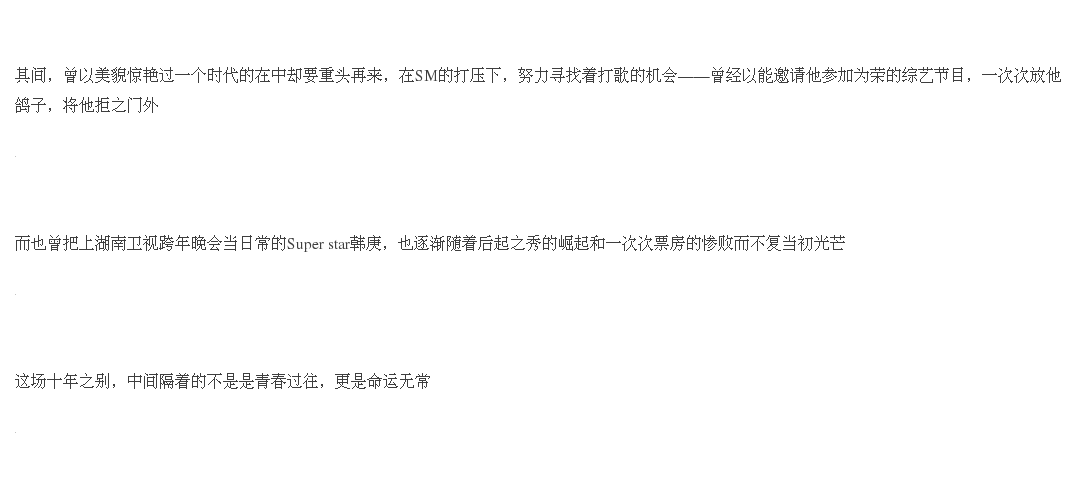 其间，曾以美貌惊艳过一个时代的在中却要重头再来，在SM的打压下，努力寻找着打歌的机会——曾经以能邀请他参加为荣的综艺节目，一次次放他
鸽子，将他拒之门外
而也曾把上湖南卫视跨年晚会当日常的Super star韩庚，也逐渐随着后起之秀的崛起和一次次票房的惨败而不复当初光芒
这场十年之别，中间隔着的不是是青春过往，更是命运无常